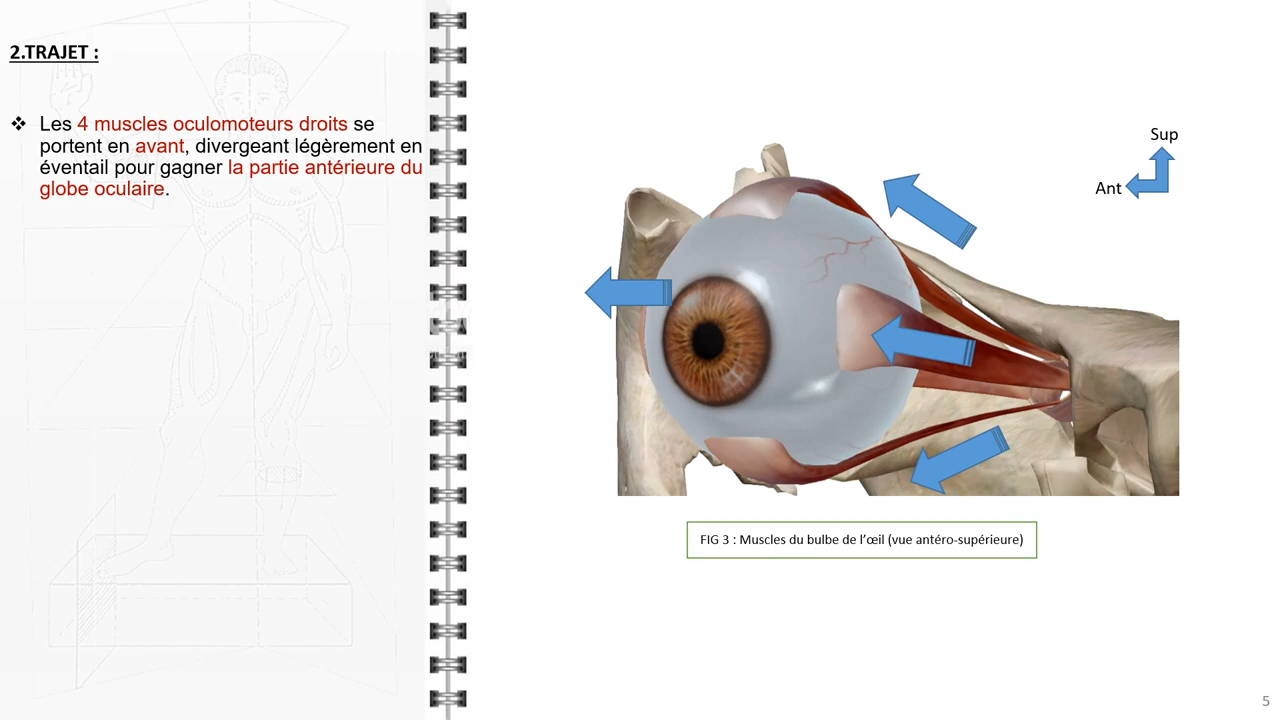 2.TRAJET :
❖ Les 4 muscles oculomoteurs droits se
portent en avant, divergeant légèrement en
éventail pour gagner la partie antérieure du
globe oculaire.
Sup
Ant
FIG 3 : Muscles du bulbe de l’œil (vue antéro-supérieure)
5